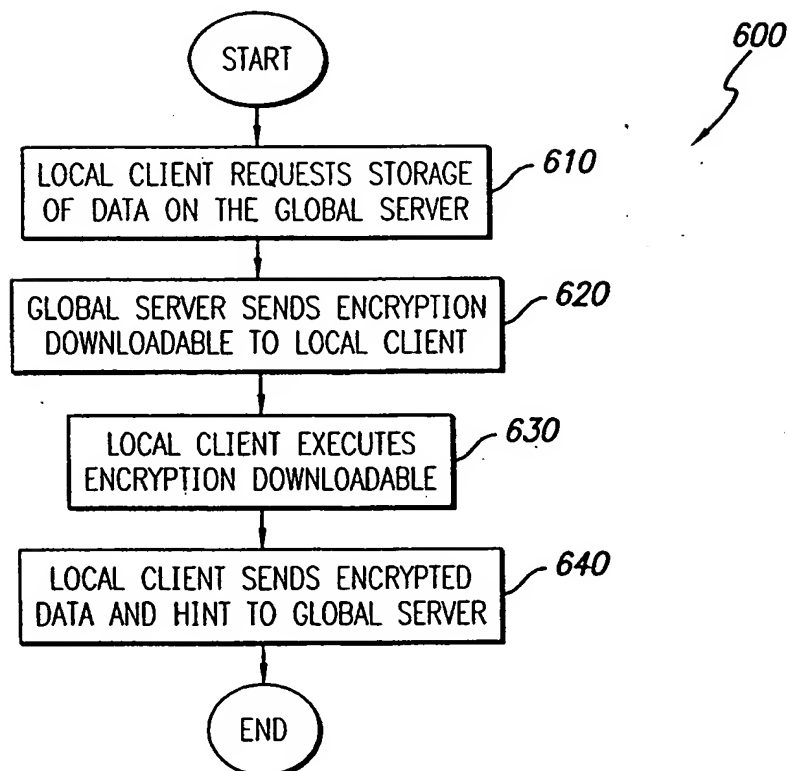 START
600
LOCAL CLIENT REQUESTS STORAGE
OF DATA ON THE GLOBAL SERVER
610
GLOBAL SERVER SENDS ENCRYPTION
DOWNLOADABLE TO LOCAL CLIENT
620
LOCAL CLIENT EXECUTES
ENCRYPTION DOWNLOADABLE
630
LOCAL CLIENT SENDS ENCRYPTED
DATA AND HINT TO GLOBAL SERVER
640
END